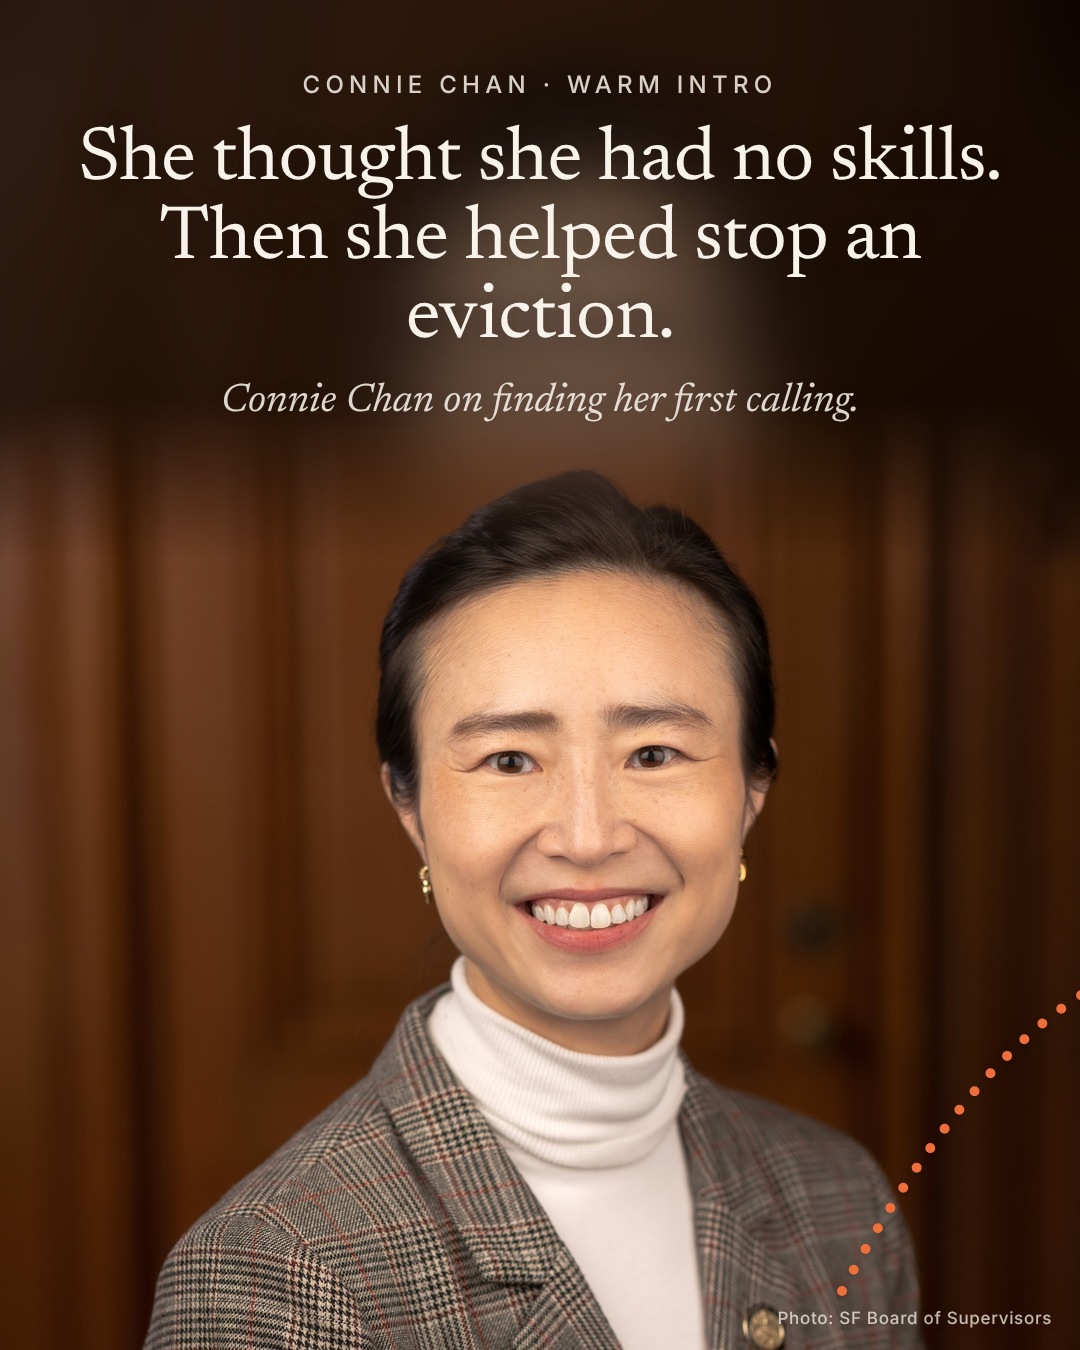 CONNIE CHAN · WARM INTRO
She thought she had no skills.
Then she helped stop an
eviction.
Connie Chan on finding her first calling.
Photo: SF Board of Supervisors